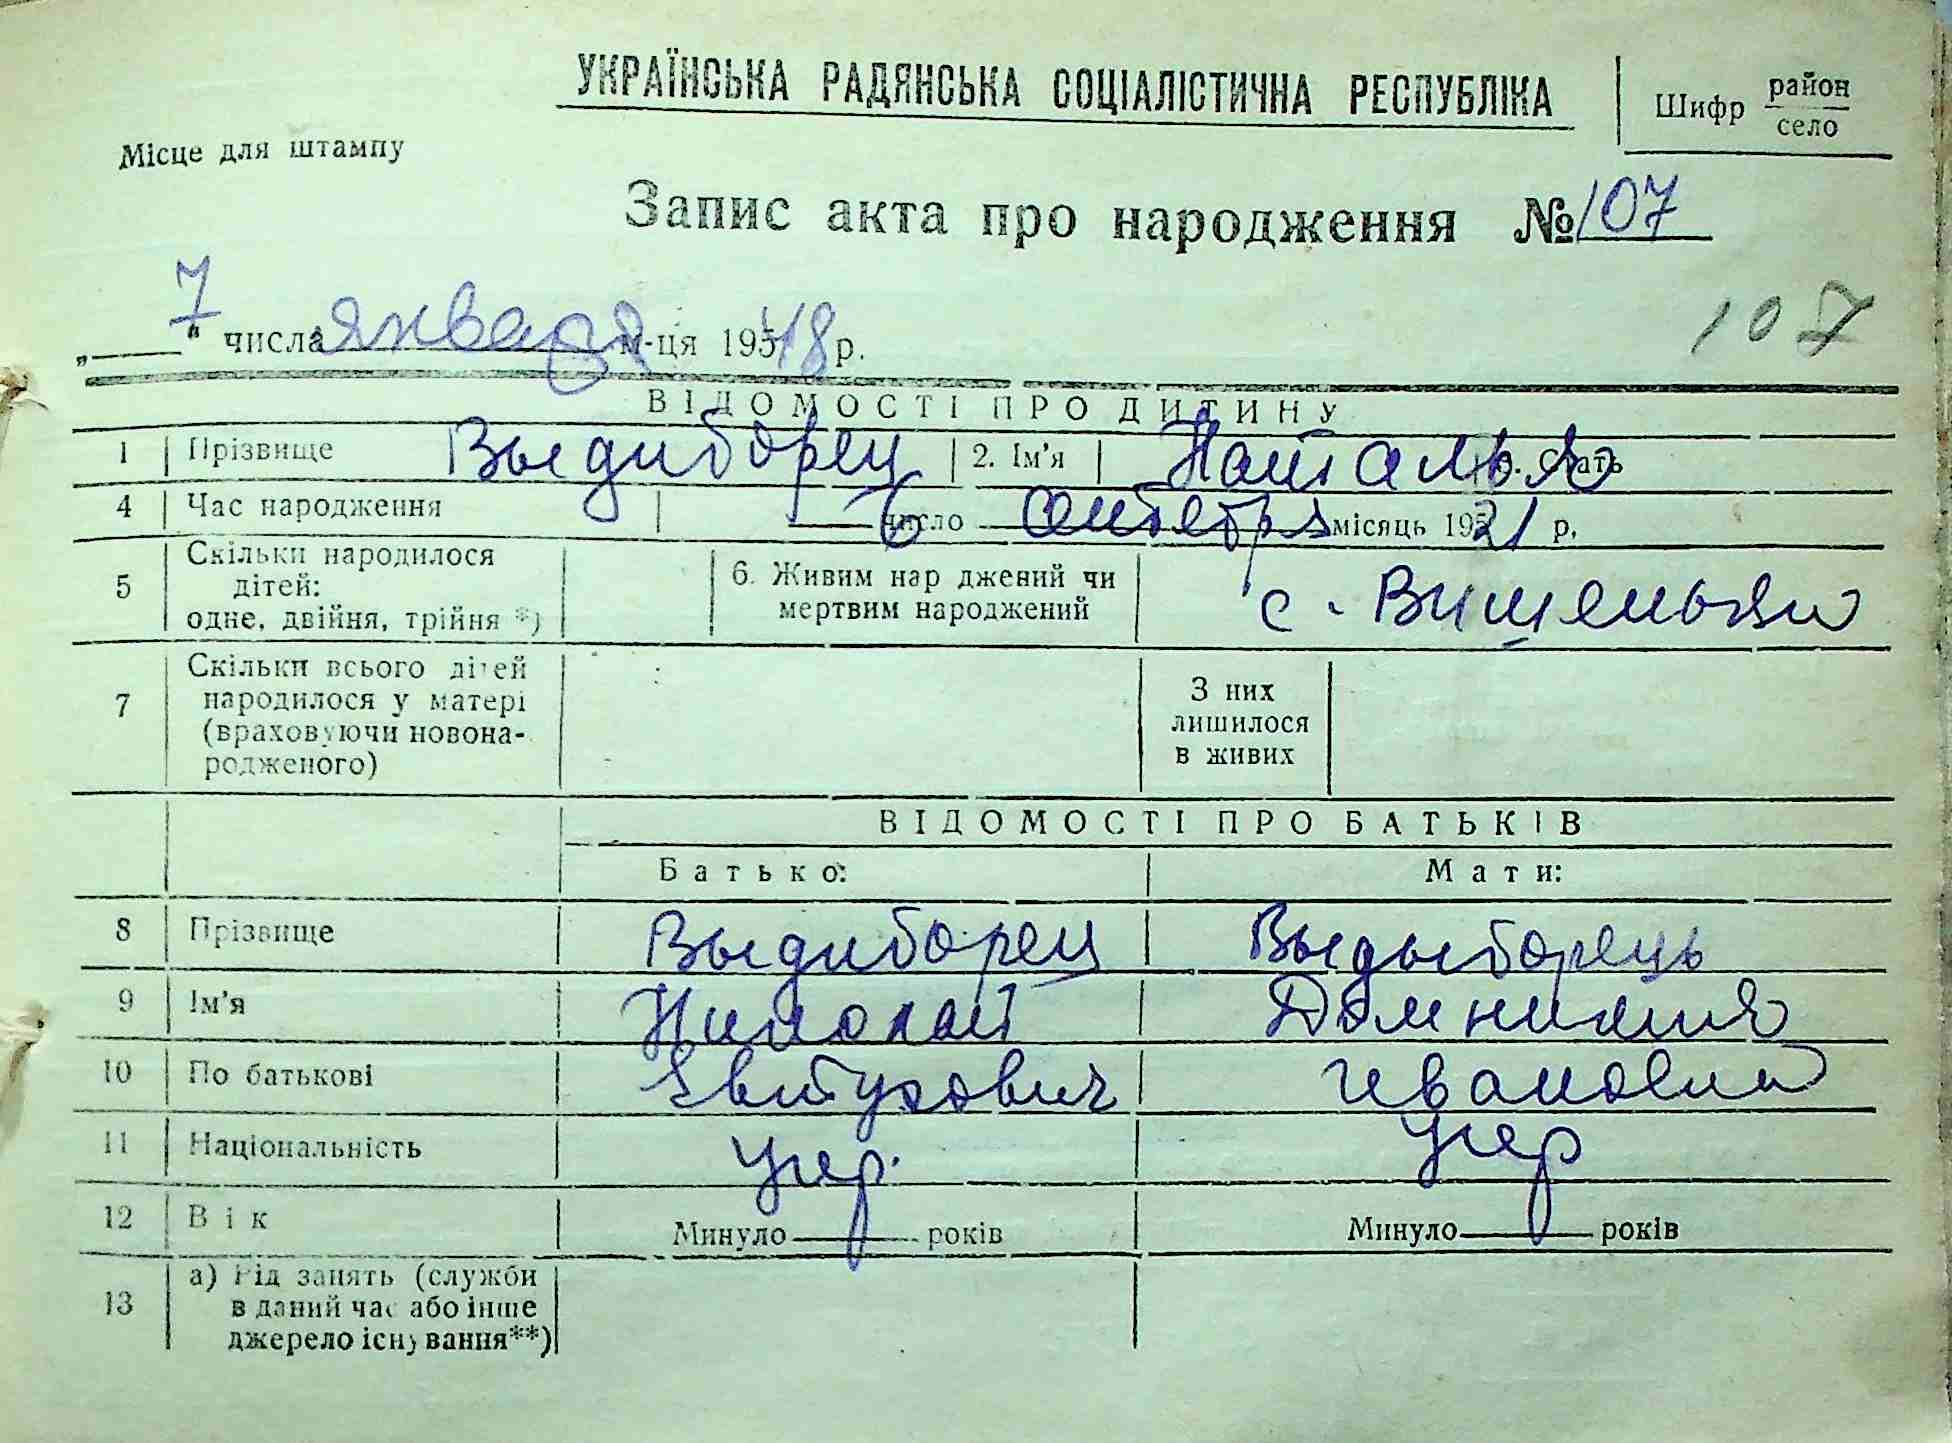 УКРАЇНСЬКА РАДЯНСЬКА СОЦІАЛІСТИЧНА РЕСПУБЛІКА
Шифр район
село
Місце для штампу
Запис акта про народження № 107
107
„ 7 “ числа января м-ця 1948 р.
ВІДОМОСТІ ПРО ДИТИНУ
1 Прізвище Выдиборец 2. Ім'я Наталья 3. Стать
4 Час народження 6 число сентября місяць 1921 р.
5 Скільки народилося дітей: одне, двійня, трійня *) 6. Живим нар джений чи мертвим народжений с.
7 Скільки всього дітей народилося у матері (враховуючи новонародженого) З них лишилося в живих
ВІДОМОСТІ ПРО БАТЬКІВ
Батько: Мати:
8 Прізвище Выдиборец Выдыборець
9 Ім'я Николай Домникия
10 По батькові Евтухович Ивановна
11 Національність укр. укр
12 Вік Минуло років Минуло років
13 а) Рід занять (служби в даний час або інше джерело існування**)